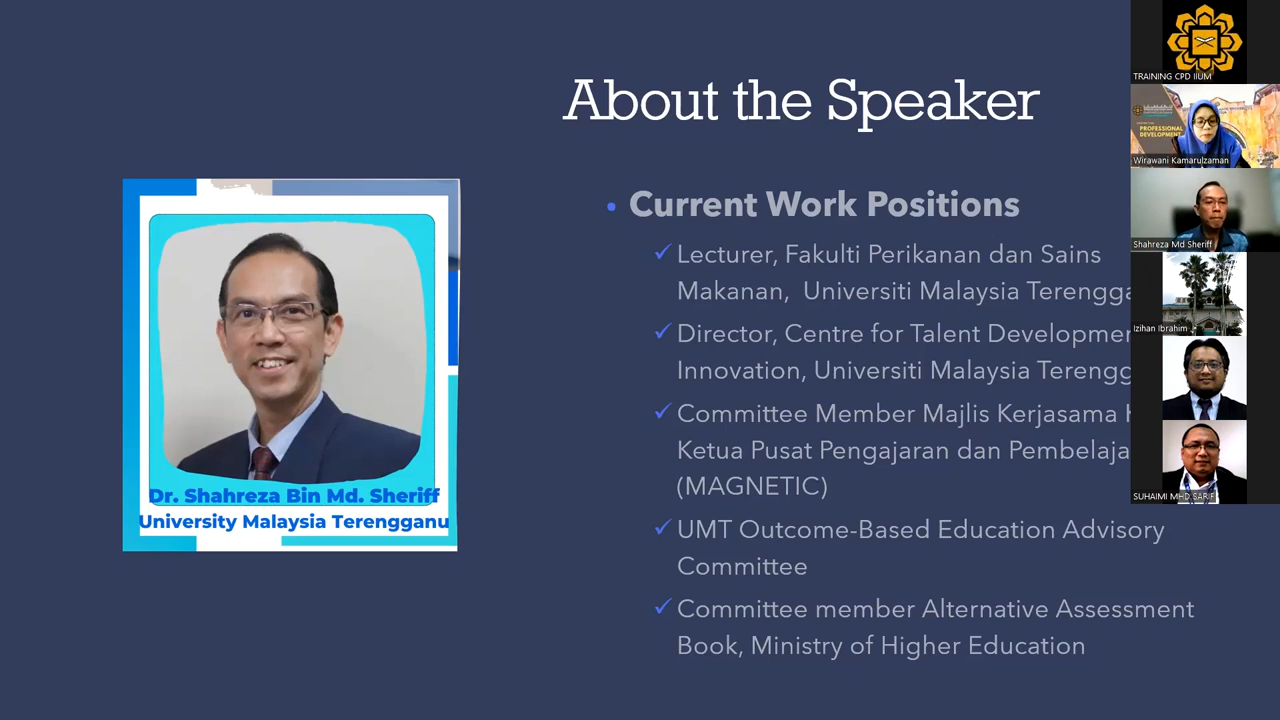 About the Speaker
Current Work Positions
Lecturer, Fakulti Perikanan dan Sains
Makanan, Universiti Malaysia Terengga
Director, Centre for Talent Developmen
Innovation, Universiti Malaysia Terengg
Committee Member Majlis Kerjasama
Ketua Pusat Pengajaran dan Pembelaja
(MAGNETIC)
UMT Outcome-Based Education Advisory
Committee
Committee member Alternative Assessment
Book, Ministry of Higher Education
Dr. Shahreza Bin Md. Sheriff
University Malaysia Terengganu
TRAINING CPD IIUM
PROFESSIONAL
DEVELOPMENT
Wirawani Kamarulzaman
Shahreza Md Sheriff
Izihan Ibrahim
SUHAIMI MHD SARIF